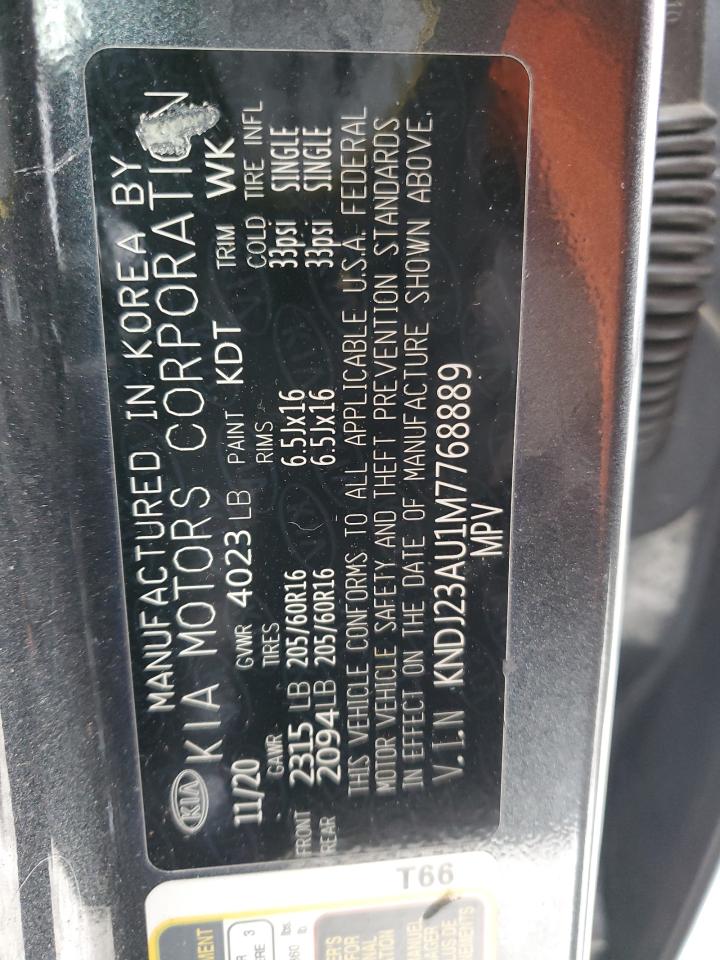 MANUFACTURED IN KOREA BY
KIA KIA MOTORS CORPORATION
11/20 GVWR 4023 LB PAINT KDT TRIM WK
GAWR TIRES RIMS COLD TIRE INFL
FRONT 2315 LB 205/60R16 6.5Jx16 33psi SINGLE
REAR 2094 LB 205/60R16 6.5Jx16 33psi SINGLE
THIS VEHICLE CONFORMS TO ALL APPLICABLE U.S.A. FEDERAL
MOTOR VEHICLE SAFETY AND THEFT PREVENTION STANDARDS
IN EFFECT ON THE DATE OF MANUFACTURE SHOWN ABOVE.
V.I.N KNDJ23AU1M7768889
MPV
T66